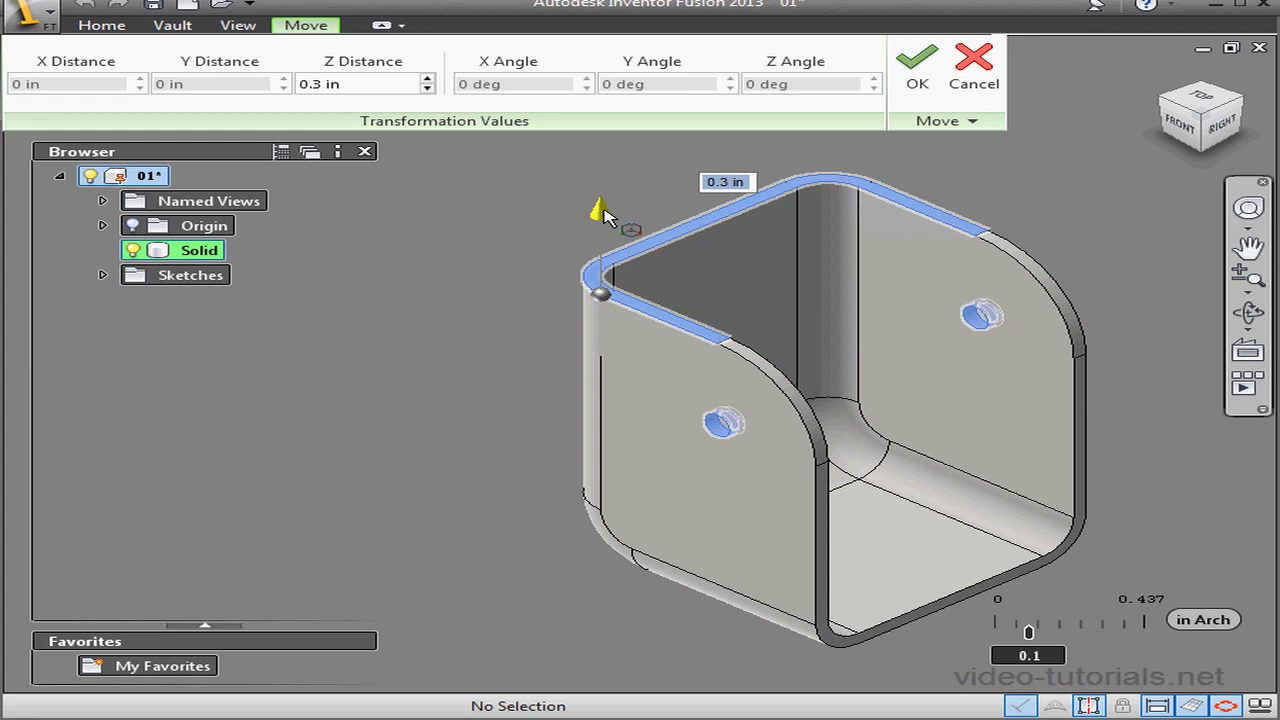 Autodesk Inventor Fusion 2013 01*
FT
Home Vault View Move
X Distance Y Distance Z Distance X Angle Y Angle Z Angle
0 in 0 in 0.3 in 0 deg 0 deg 0 deg
OK Cancel
Transformation Values Move
Browser
01*
Named Views
Origin
Solid
Sketches
TOP
FRONT RIGHT
0.3 in
0 0.437
in Arch
0.1
Favorites
My Favorites
video-tutorials.net
No Selection